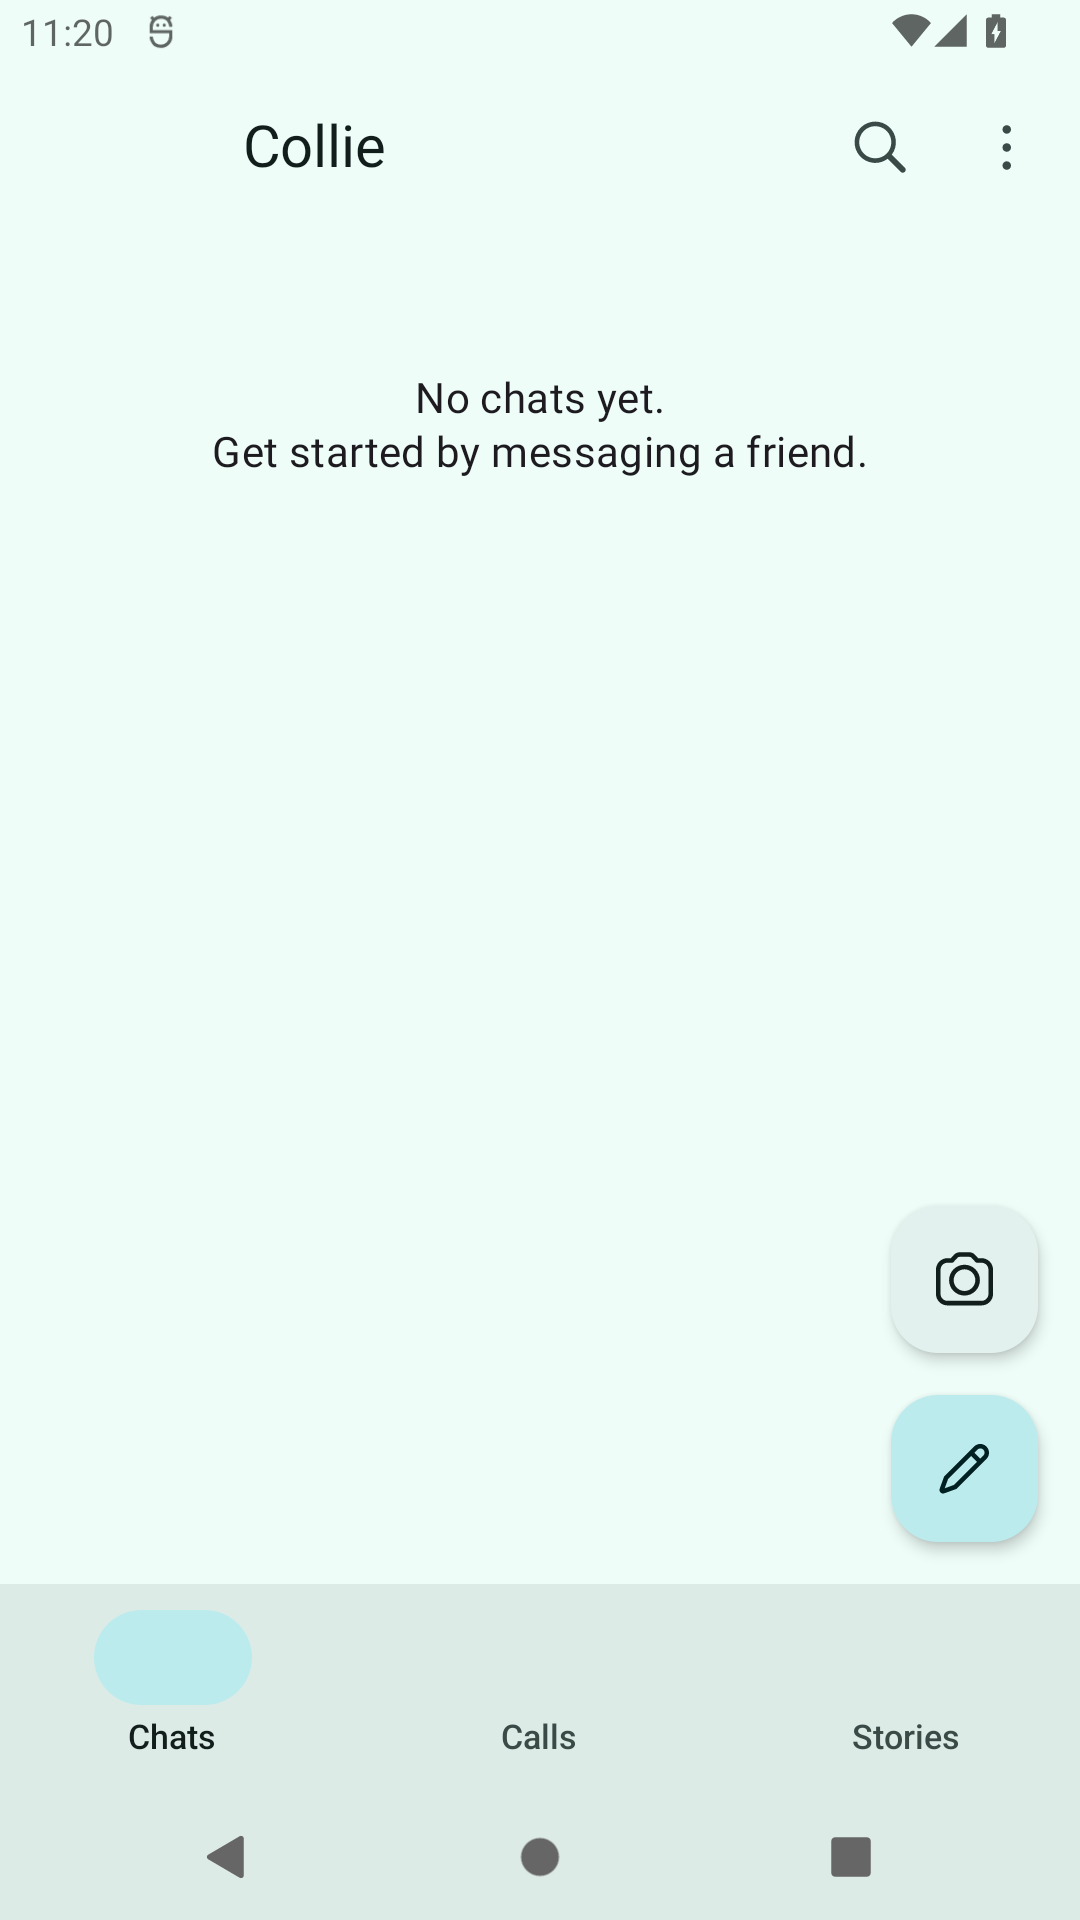 11:20
Collie
No chats yet.
Get started by messaging a friend.
Chats
Calls
Stories